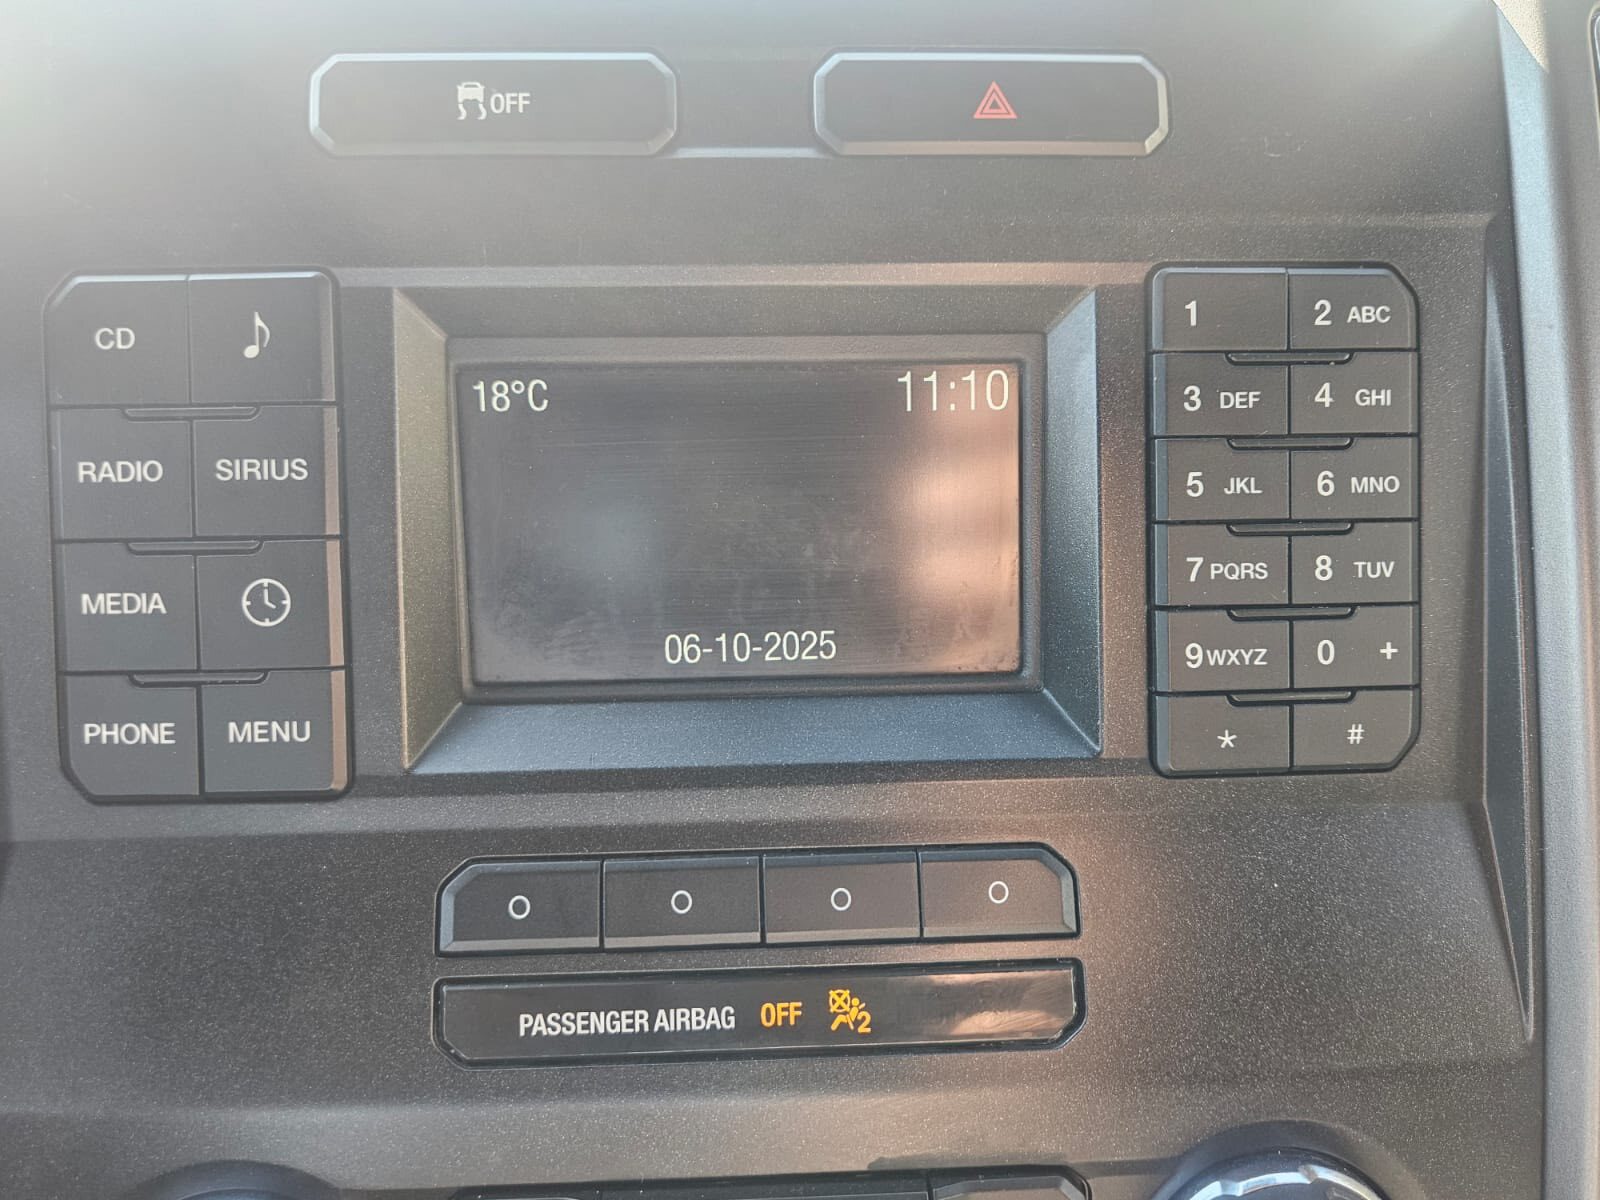 OFF
CD
RADIO SIRIUS
MEDIA
PHONE MENU
18°C 11:10
06-10-2025
1 2 ABC
3 DEF 4 GHI
5 JKL 6 MNO
7 PQRS 8 TUV
9 WXYZ 0 +
* #
PASSENGER AIRBAG OFF 2